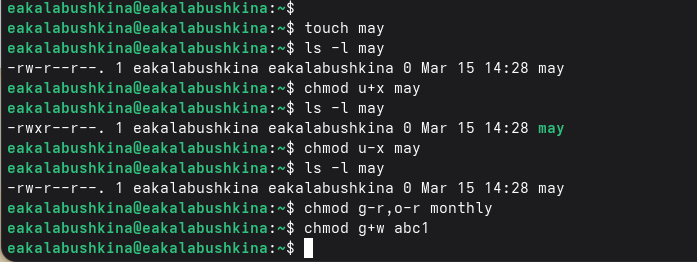 eakalabushkina@eakalabushkina:~$
eakalabushkina@eakalabushkina:~$ touch may
eakalabushkina@eakalabushkina:~$ ls -l may
-rw-r--r--. 1 eakalabushkina eakalabushkina 0 Mar 15 14:28 may
eakalabushkina@eakalabushkina:~$ chmod u+x may
eakalabushkina@eakalabushkina:~$ ls -l may
-rwxr--r--. 1 eakalabushkina eakalabushkina 0 Mar 15 14:28 may
eakalabushkina@eakalabushkina:~$ chmod u-x may
eakalabushkina@eakalabushkina:~$ ls -l may
-rw-r--r--. 1 eakalabushkina eakalabushkina 0 Mar 15 14:28 may
eakalabushkina@eakalabushkina:~$ chmod g-r,o-r monthly
eakalabushkina@eakalabushkina:~$ chmod g+w abc1
eakalabushkina@eakalabushkina:~$